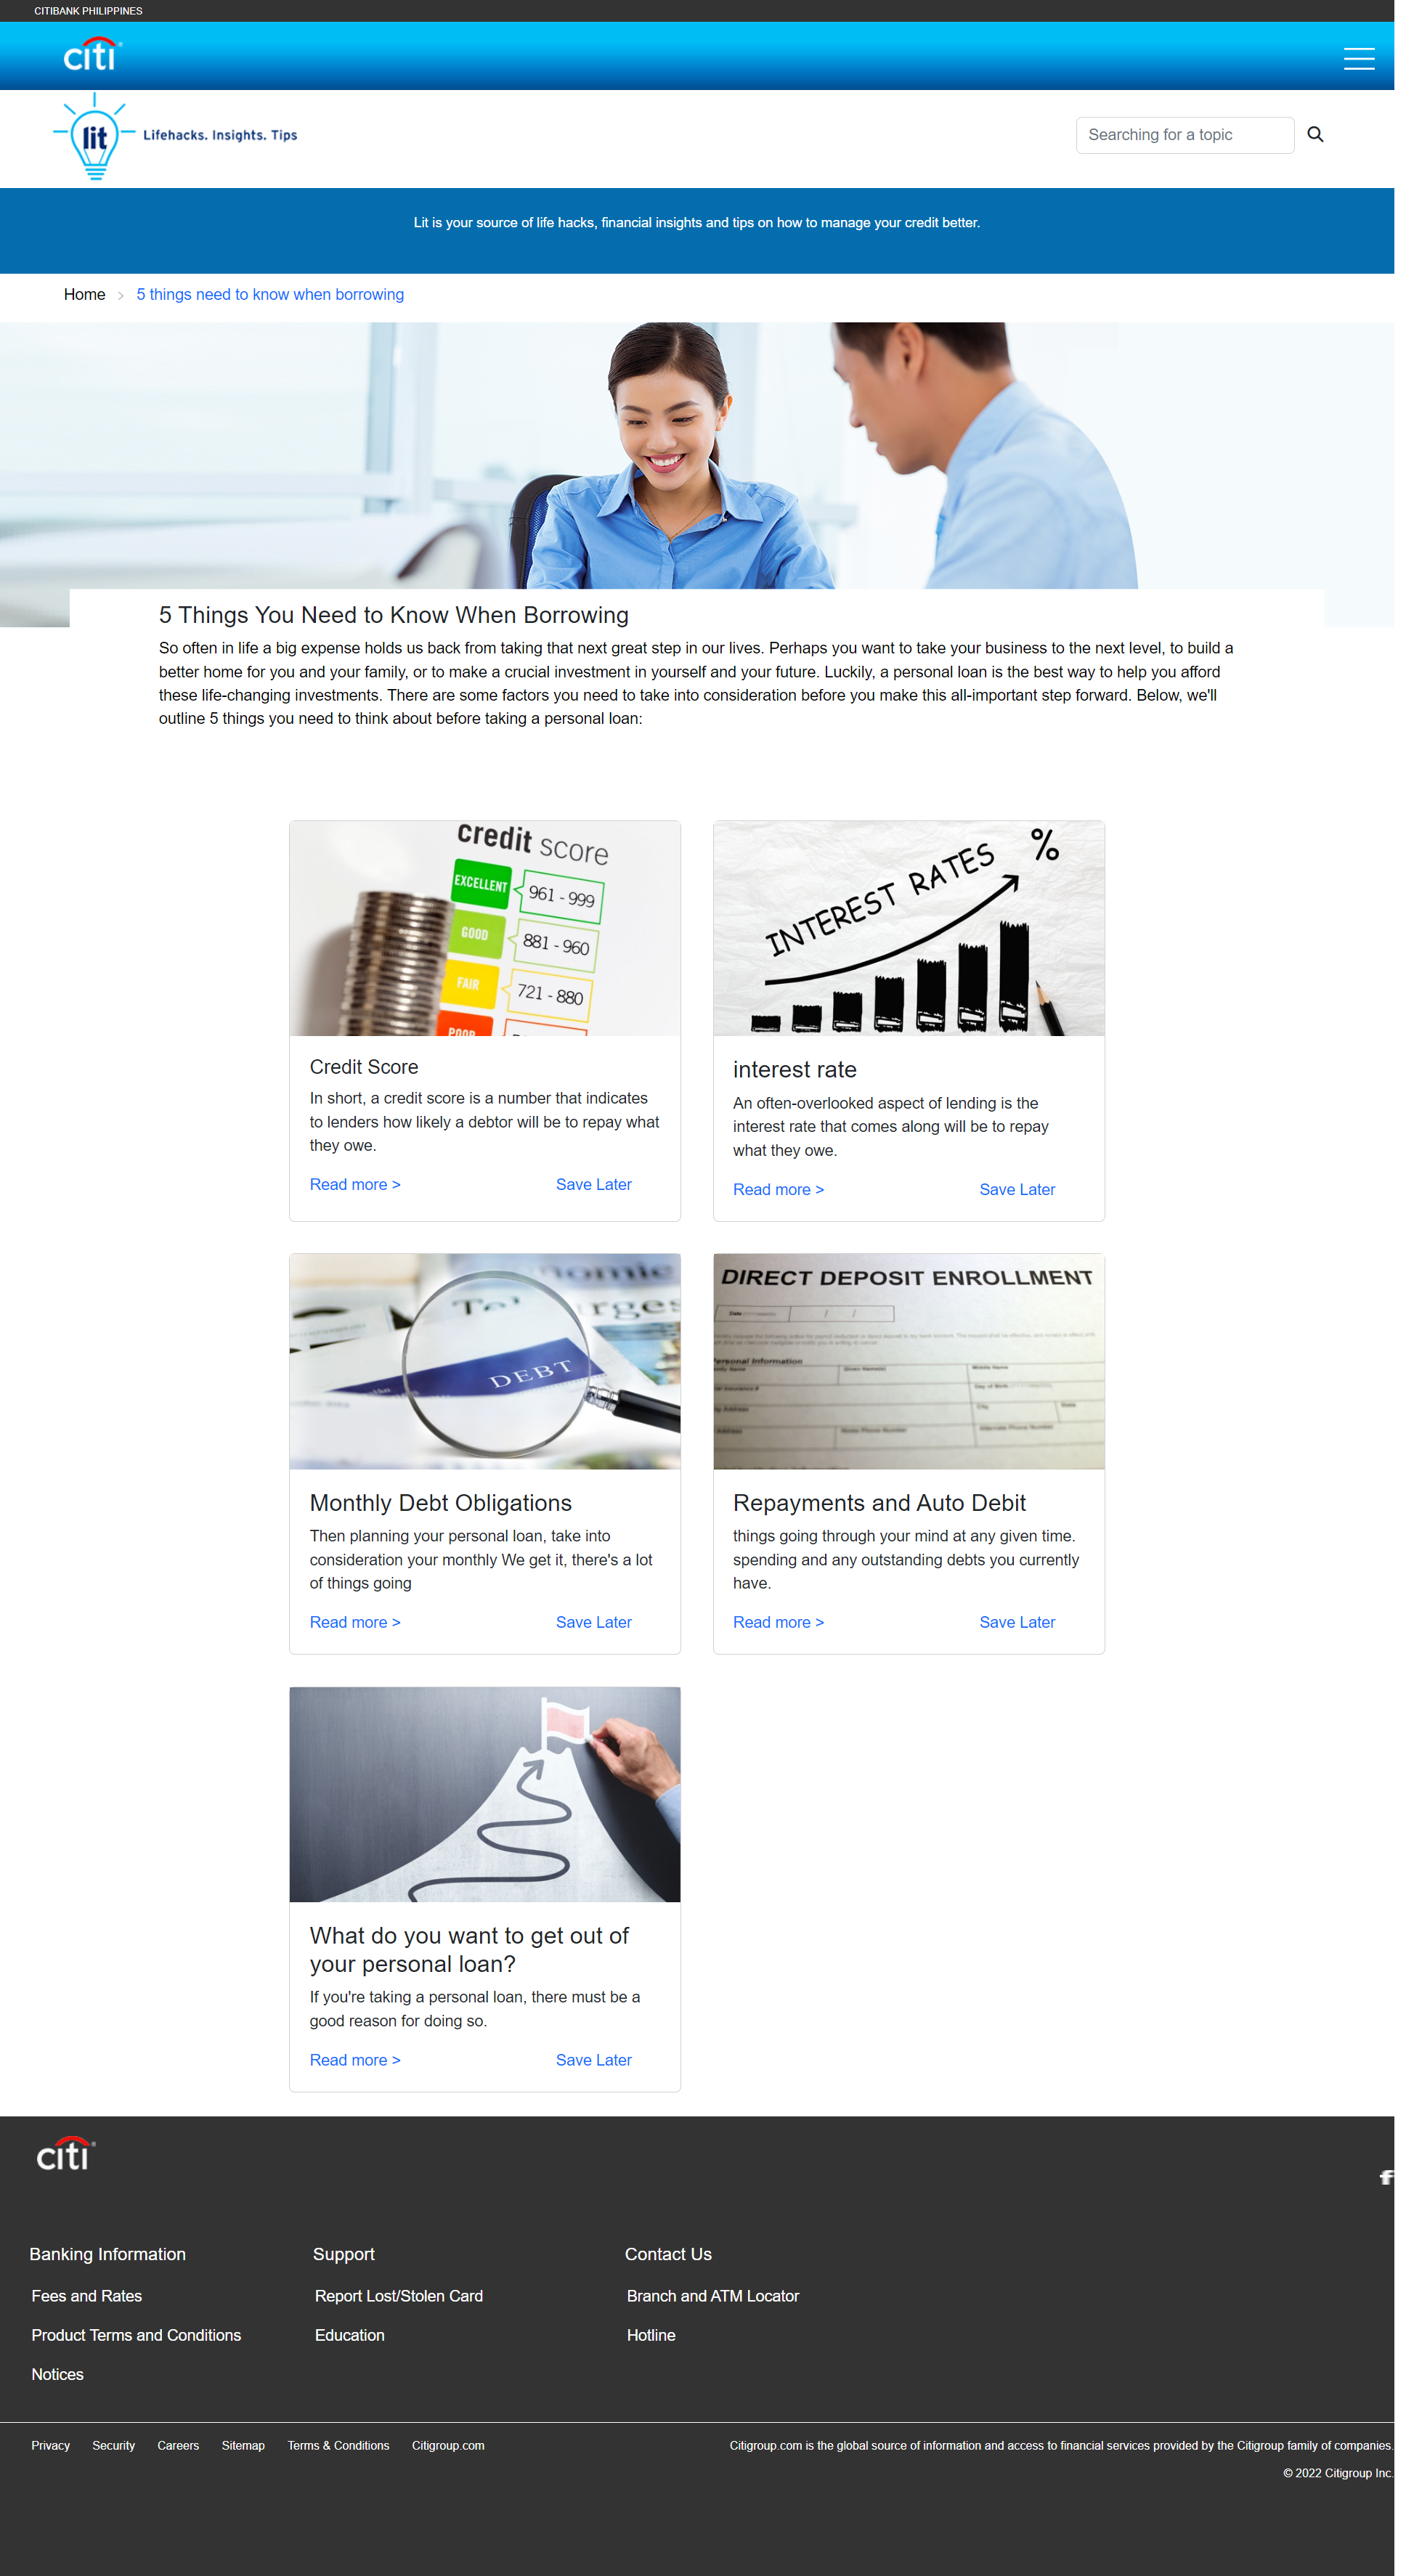 CITIBANK PHILIPPINES
citi
lit Lifehacks. Insights. Tips
Searching for a topic
Lit is your source of life hacks, financial insights and tips on how to manage your credit better.
Home > 5 things need to know when borrowing
5 Things You Need to Know When Borrowing
So often in life a big expense holds us back from taking that next great step in our lives. Perhaps you want to take your business to the next level, to build a
better home for you and your family, or to make a crucial investment in yourself and your future. Luckily, a personal loan is the best way to help you afford
these life-changing investments. There are some factors you need to take into consideration before you make this all-important step forward. Below, we'll
outline 5 things you need to think about before taking a personal loan:
credit score
EXCELLENT 961 - 999
GOOD 881 - 960
FAIR 721 - 880
POOR
Credit Score
In short, a credit score is a number that indicates
to lenders how likely a debtor will be to repay what
they owe.
Read more > Save Later
INTEREST RATES %
interest rate
An often-overlooked aspect of lending is the
interest rate that comes along will be to repay
what they owe.
Read more > Save Later
DEBT
Monthly Debt Obligations
Then planning your personal loan, take into
consideration your monthly We get it, there's a lot
of things going
Read more > Save Later
DIRECT DEPOSIT ENROLLMENT
Date
Personal Information
Repayments and Auto Debit
things going through your mind at any given time.
spending and any outstanding debts you currently
have.
Read more > Save Later
What do you want to get out of
your personal loan?
If you're taking a personal loan, there must be a
good reason for doing so.
Read more > Save Later
citi
f
Banking Information
Fees and Rates
Product Terms and Conditions
Notices
Support
Report Lost/Stolen Card
Education
Contact Us
Branch and ATM Locator
Hotline
Privacy Security Careers Sitemap Terms & Conditions Citigroup.com
Citigroup.com is the global source of information and access to financial services provided by the Citigroup family of companies.
© 2022 Citigroup Inc.